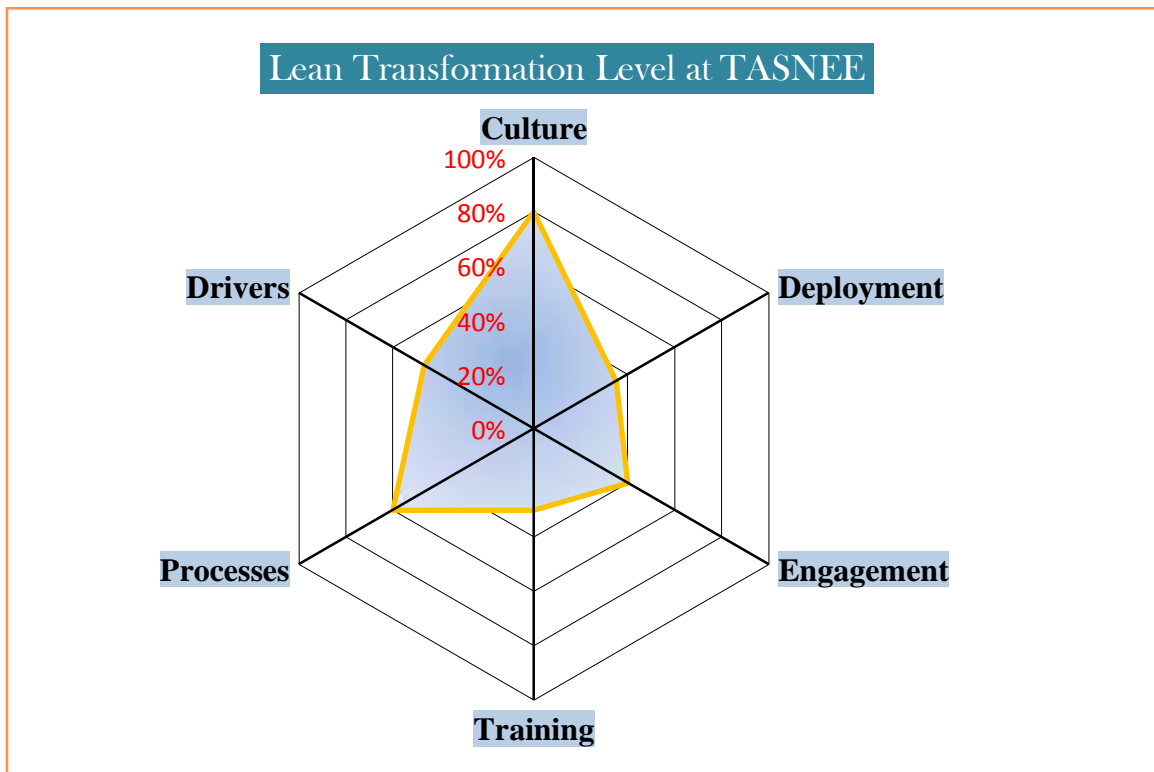 Lean Transformation Level at TASNEE
Culture
100%
80%
60%
40%
20%
0%
Drivers
Deployment
Processes
Engagement
Training